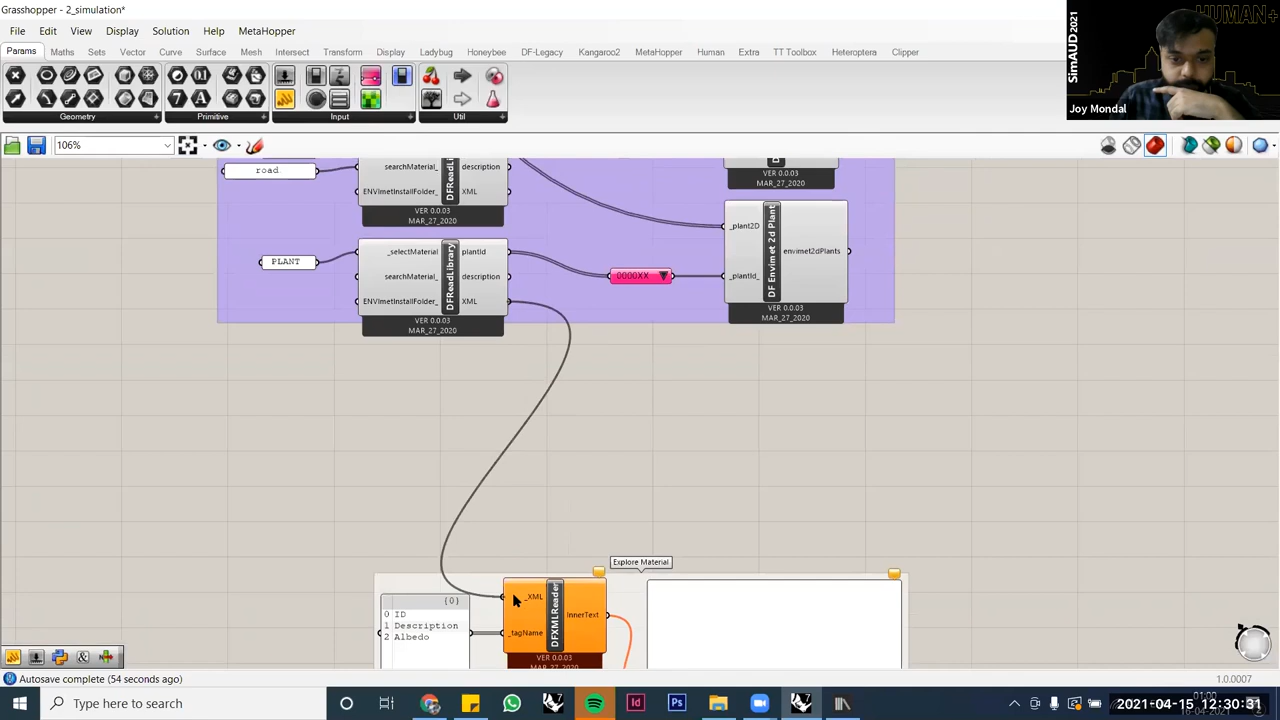 Grasshopper - 2_simulation*
File Edit View Display Solution Help MetaHopper
Params Maths Sets Vector Curve Surface Mesh Intersect Transform Display Ladybug Honeybee DF-Legacy Kangaroo2 MetaHopper Human Extra TT Toolbox Heteroptera Clipper
Geometry Primitive Input Util
106%
HUMAN+
SimAUD2021
Joy Mondal
road
searchMaterial_
description
ENVImetInstallFolder_
XML
DFReadLi
VER 0.0.03
MAR_27_2020
VER 0.0.03
MAR_27_2020
PLANT
_selectMaterial
plantId
searchMaterial_
description
ENVImetInstallFolder_
XML
DFReadLibrary
VER 0.0.03
MAR_27_2020
0000XX
_plant2D
_plantId_
DF Envimet 2d Plant
envimet2dPlants
VER 0.0.03
MAR_27_2020
Explore Material
{0}
0 ID
1 Description
2 Albedo
_XML
_tagName
DFXMLReader
InnerText
VER 0.0.03
Autosave complete (54 seconds ago)
1.0.0007
Type here to search
01:00
2021-04-15 12:30:31